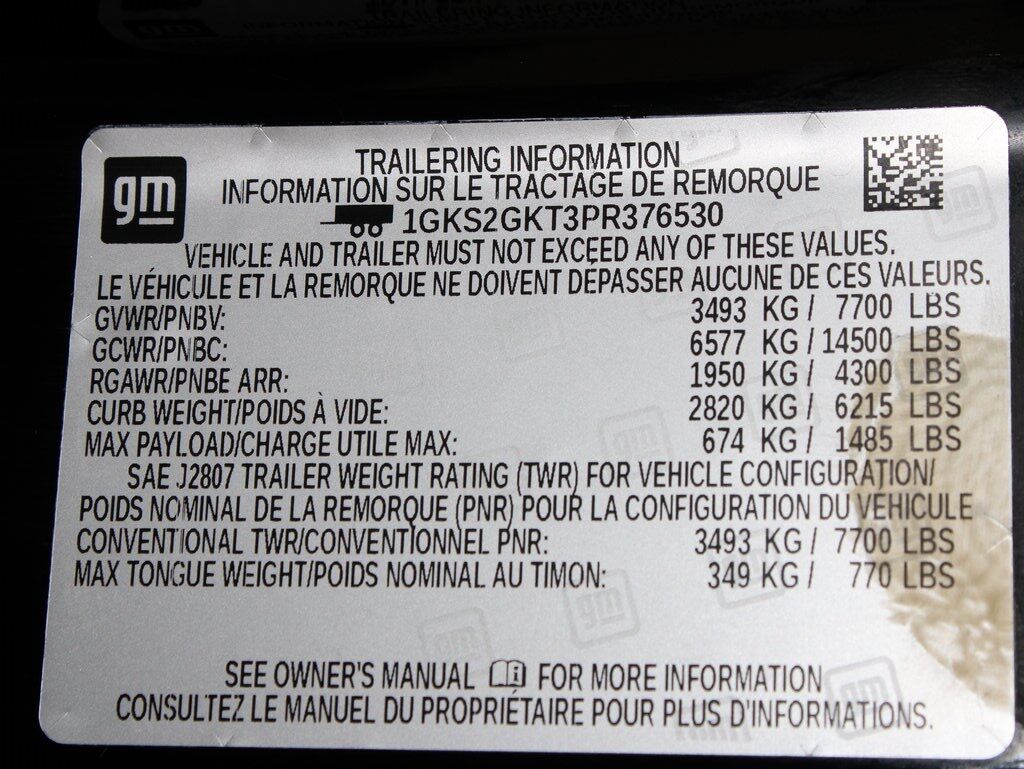 gm
TRAILERING INFORMATION
INFORMATION SUR LE TRACTAGE DE REMORQUE
1GKS2GKT3PR376530
VEHICLE AND TRAILER MUST NOT EXCEED ANY OF THESE VALUES.
LE VÉHICULE ET LA REMORQUE NE DOIVENT DÉPASSER AUCUNE DE CES VALEURS.
GVWR/PNBV: 3493 KG / 7700 LBS
GCWR/PNBC: 6577 KG / 14500 LBS
RGAWR/PNBE ARR: 1950 KG / 4300 LBS
CURB WEIGHT/POIDS À VIDE: 2820 KG / 6215 LBS
MAX PAYLOAD/CHARGE UTILE MAX: 674 KG / 1485 LBS
SAE J2807 TRAILER WEIGHT RATING (TWR) FOR VEHICLE CONFIGURATION/
POIDS NOMINAL DE LA REMORQUE (PNR) POUR LA CONFIGURATION DU VÉHICULE
CONVENTIONAL TWR/CONVENTIONNEL PNR: 3493 KG / 7700 LBS
MAX TONGUE WEIGHT/POIDS NOMINAL AU TIMON: 349 KG / 770 LBS
SEE OWNER'S MANUAL FOR MORE INFORMATION
CONSULTEZ LE MANUEL DU PROPRIÉTAIRE POUR PLUS D'INFORMATIONS.